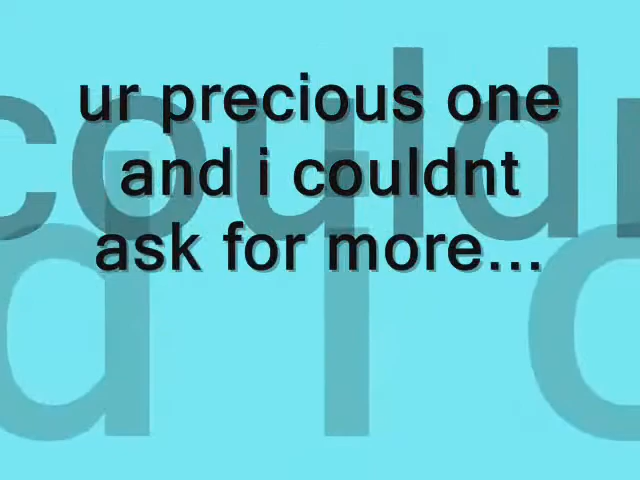 ur precious one
and i couldnt
ask for more...